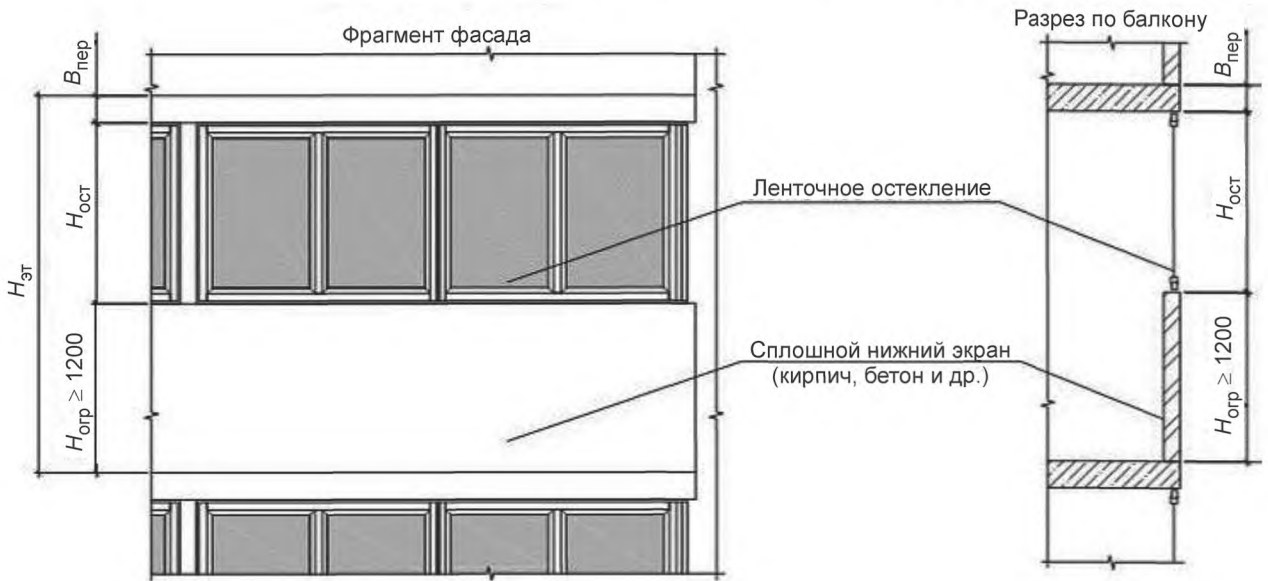 Фрагмент фасада
Разрез по балкону
Bпер
Hост
Hэт
Hогр ≥ 1200
Ленточное остекление
Сплошной нижний экран
(кирпич, бетон и др.)
Bпер
Hост
Hогр ≥ 1200